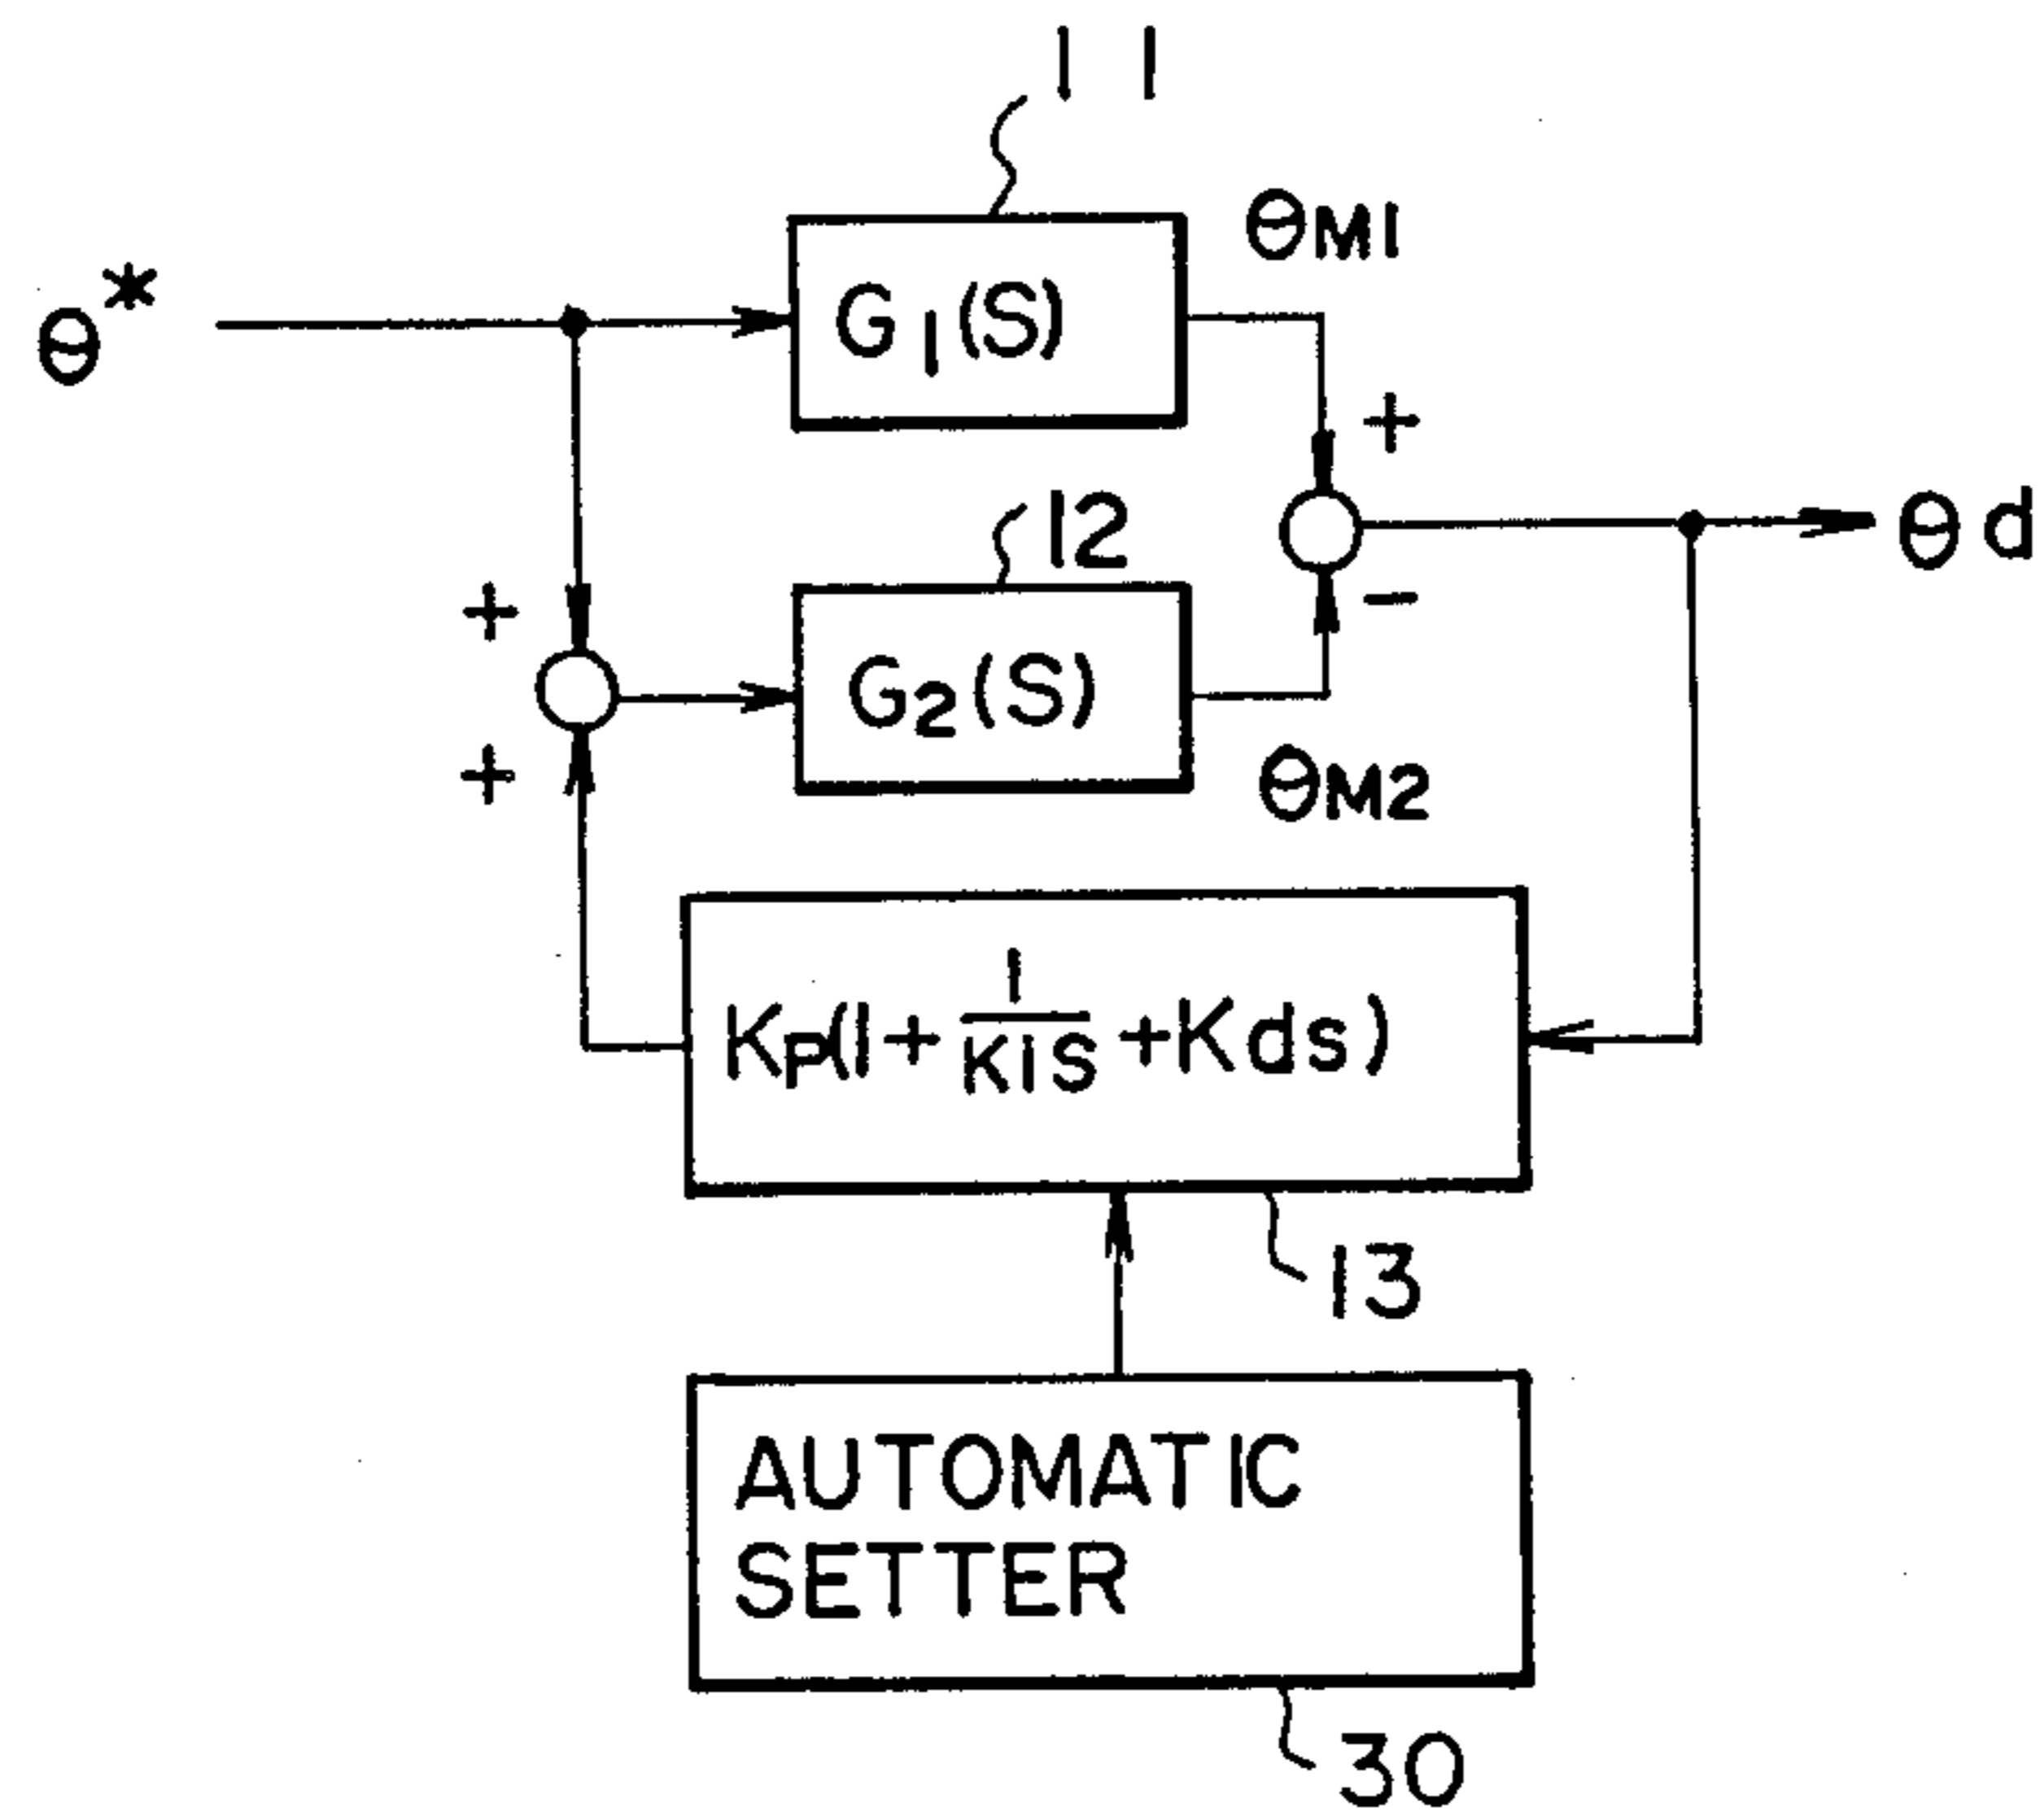 11
θM1
θ*
G1(S)
+
12
θd
+
-
G2(S)
+
θM2
KP(1+ 1/KiS +Kds)
13
AUTOMATIC
SETTER
30